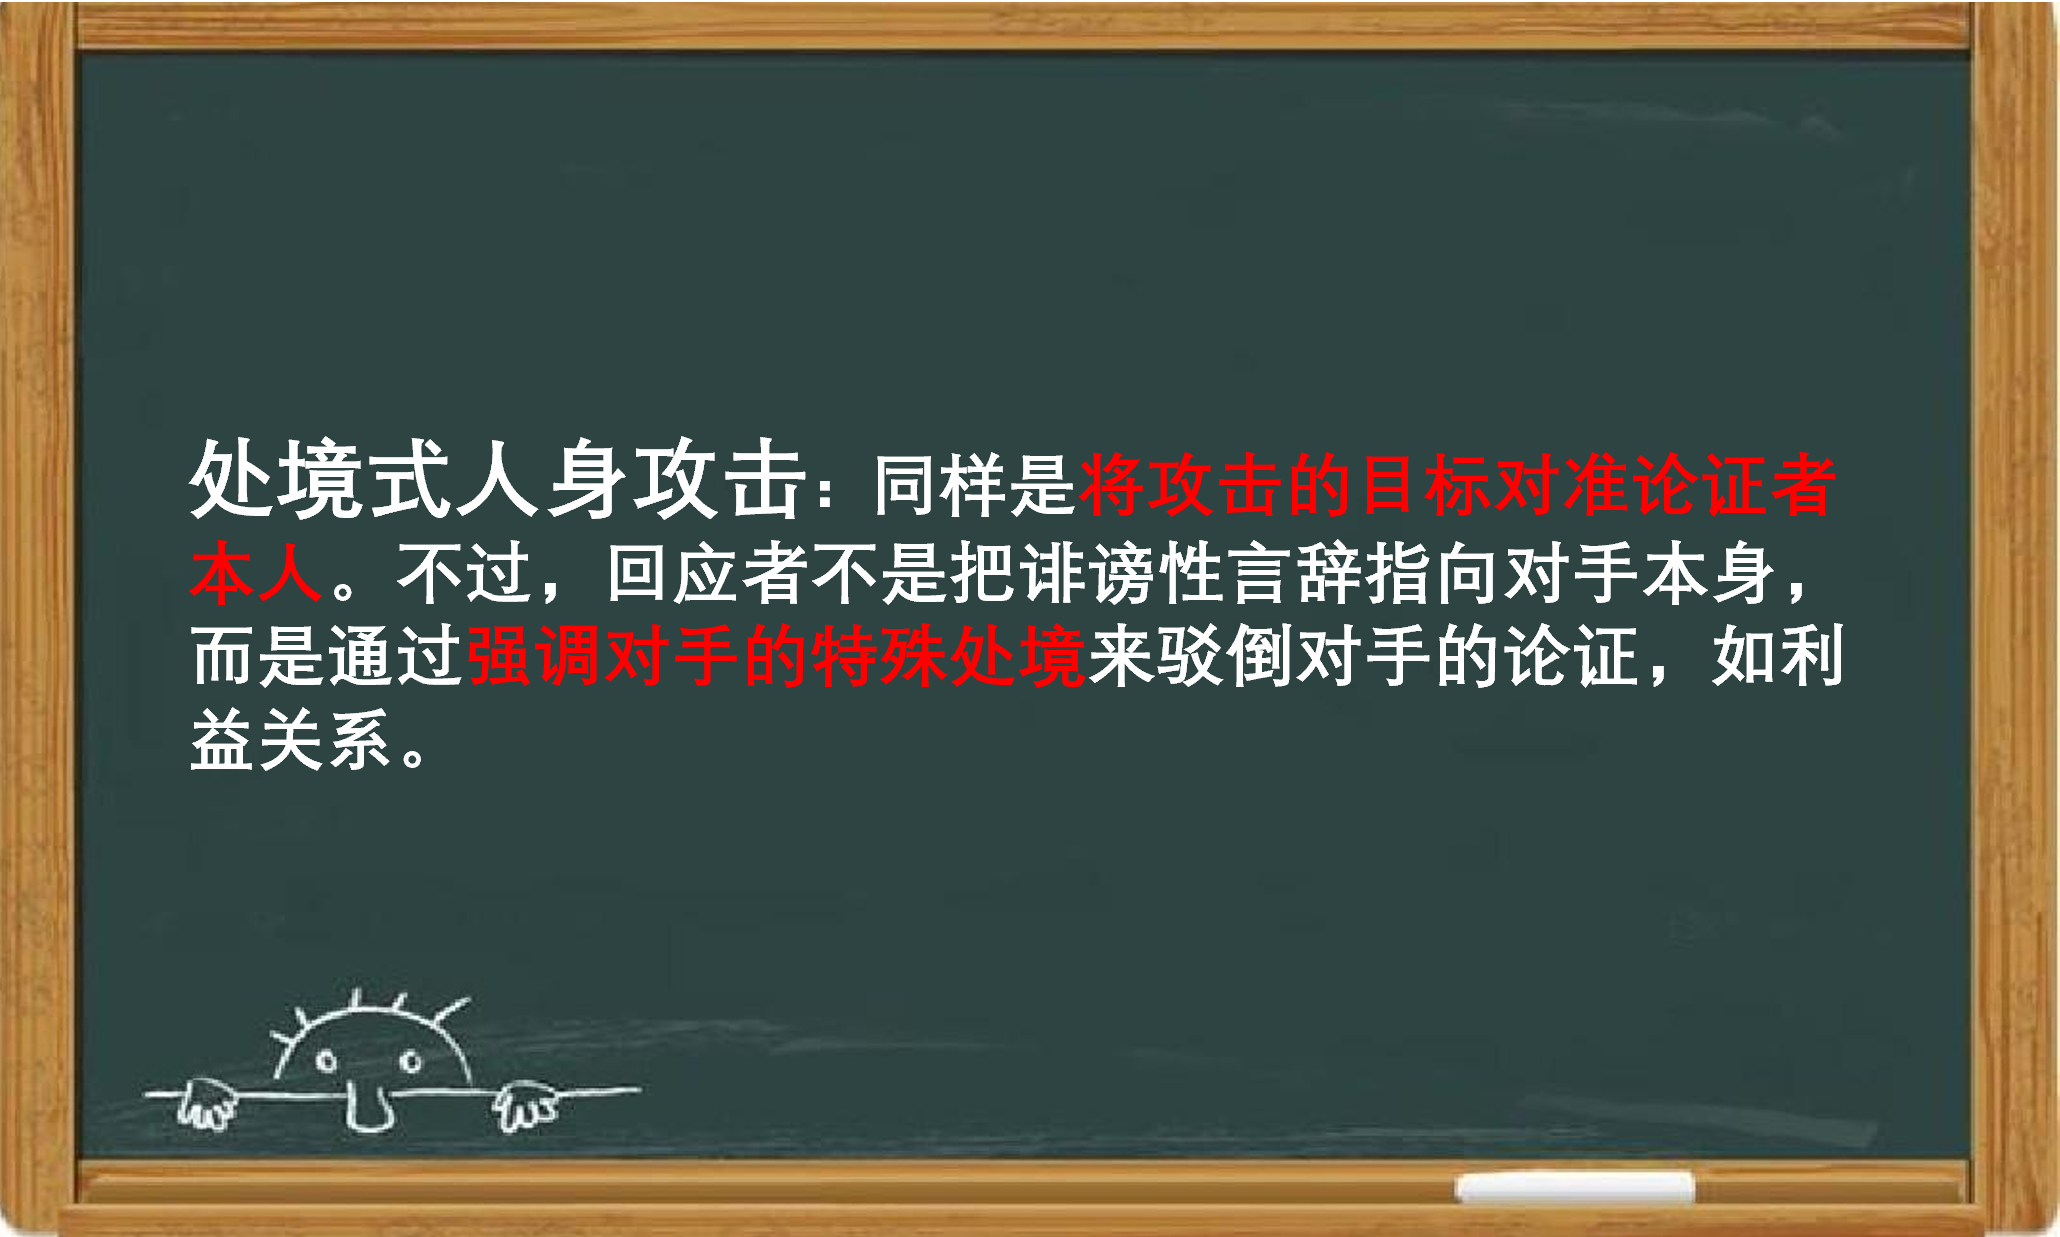 处境式人身攻击：同样是将攻击的目标对准论证者
本人。不过，回应者不是把诽谤性言辞指向对手本身，
而是通过强调对手的特殊处境来驳倒对手的论证，如利
益关系。